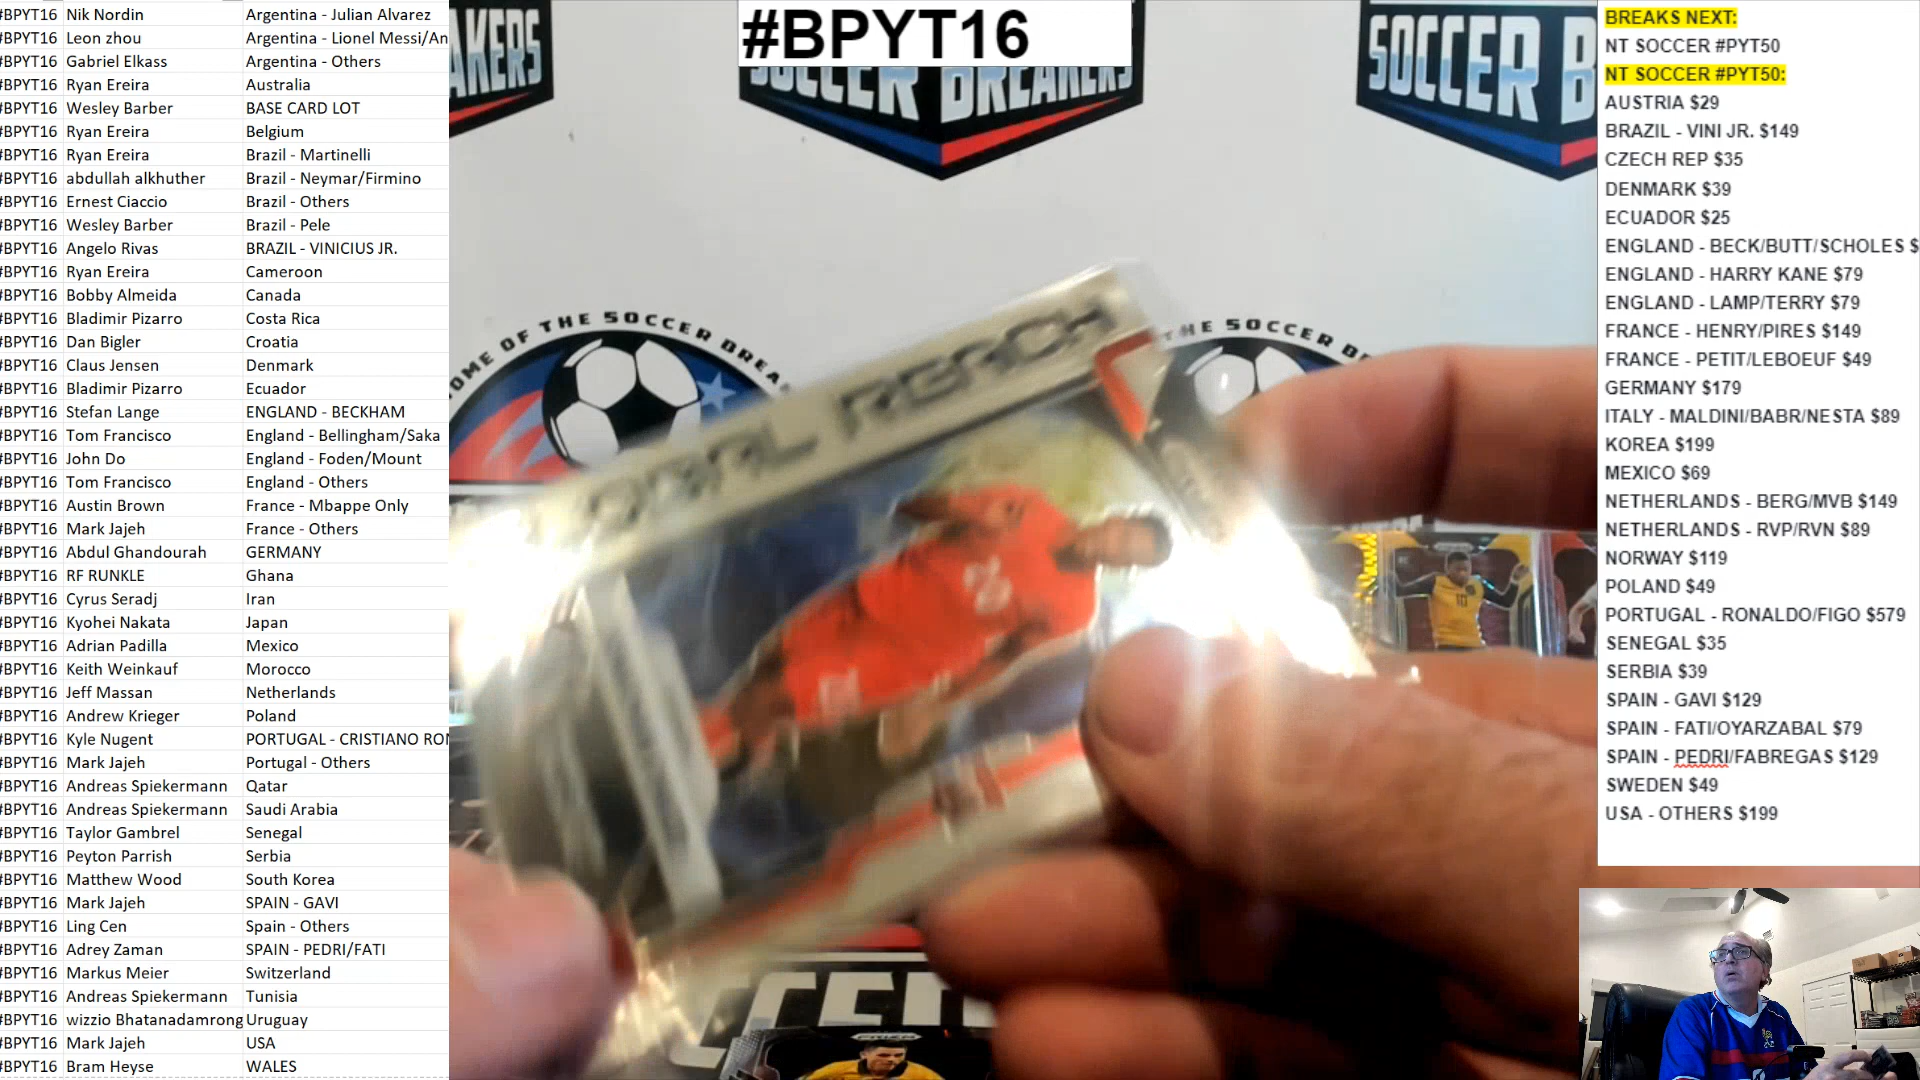 #BPYT16 Nik Nordin Argentina - Julian Alvarez
#BPYT16 Leon zhou Argentina - Lionel Messi/An
#BPYT16 Gabriel Elkass Argentina - Others
#BPYT16 Ryan Ereira Australia
#BPYT16 Wesley Barber BASE CARD LOT
#BPYT16 Ryan Ereira Belgium
#BPYT16 Ryan Ereira Brazil - Martinelli
#BPYT16 abdullah alkhuther Brazil - Neymar/Firmino
#BPYT16 Ernest Ciaccio Brazil - Others
#BPYT16 Wesley Barber Brazil - Pele
#BPYT16 Angelo Rivas BRAZIL - VINICIUS JR.
#BPYT16 Ryan Ereira Cameroon
#BPYT16 Bobby Almeida Canada
#BPYT16 Bladimir Pizarro Costa Rica
#BPYT16 Dan Bigler Croatia
#BPYT16 Claus Jensen Denmark
#BPYT16 Bladimir Pizarro Ecuador
#BPYT16 Stefan Lange ENGLAND - BECKHAM
#BPYT16 Tom Francisco England - Bellingham/Saka
#BPYT16 John Do England - Foden/Mount
#BPYT16 Tom Francisco England - Others
#BPYT16 Austin Brown France - Mbappe Only
#BPYT16 Mark Jajeh France - Others
#BPYT16 Abdul Ghandourah GERMANY
#BPYT16 RF RUNKLE Ghana
#BPYT16 Cyrus Seradj Iran
#BPYT16 Kyohei Nakata Japan
#BPYT16 Adrian Padilla Mexico
#BPYT16 Keith Weinkauf Morocco
#BPYT16 Jeff Massan Netherlands
#BPYT16 Andrew Krieger Poland
#BPYT16 Kyle Nugent PORTUGAL - CRISTIANO RON
#BPYT16 Mark Jajeh Portugal - Others
#BPYT16 Andreas Spiekermann Qatar
#BPYT16 Andreas Spiekermann Saudi Arabia
#BPYT16 Taylor Gambrel Senegal
#BPYT16 Peyton Parrish Serbia
#BPYT16 Matthew Wood South Korea
#BPYT16 Mark Jajeh SPAIN - GAVI
#BPYT16 Ling Cen Spain - Others
#BPYT16 Adrey Zaman SPAIN - PEDRI/FATI
#BPYT16 Markus Meier Switzerland
#BPYT16 Andreas Spiekermann Tunisia
#BPYT16 wizzio Bhatanadamrong Uruguay
#BPYT16 Mark Jajeh USA
#BPYT16 Bram Heyse WALES
#BPYT16
AKERS
SOCCER BREAKERS
SOCCER B
HOME OF THE SOCCER BREA
THE SOCCER B
OBAL REACH
PRIZM
BREAKS NEXT:
NT SOCCER #PYT50
NT SOCCER #PYT50:
AUSTRIA $29
BRAZIL - VINI JR. $149
CZECH REP $35
DENMARK $39
ECUADOR $25
ENGLAND - BECK/BUTT/SCHOLES $
ENGLAND - HARRY KANE $79
ENGLAND - LAMP/TERRY $79
FRANCE - HENRY/PIRES $149
FRANCE - PETIT/LEBOEUF $49
GERMANY $179
ITALY - MALDINI/BABR/NESTA $89
KOREA $199
MEXICO $69
NETHERLANDS - BERG/MVB $149
NETHERLANDS - RVP/RVN $89
NORWAY $119
POLAND $49
PORTUGAL - RONALDO/FIGO $579
SENEGAL $35
SERBIA $39
SPAIN - GAVI $129
SPAIN - FATI/OYARZABAL $79
SPAIN - PEDRI/FABREGAS $129
SWEDEN $49
USA - OTHERS $199